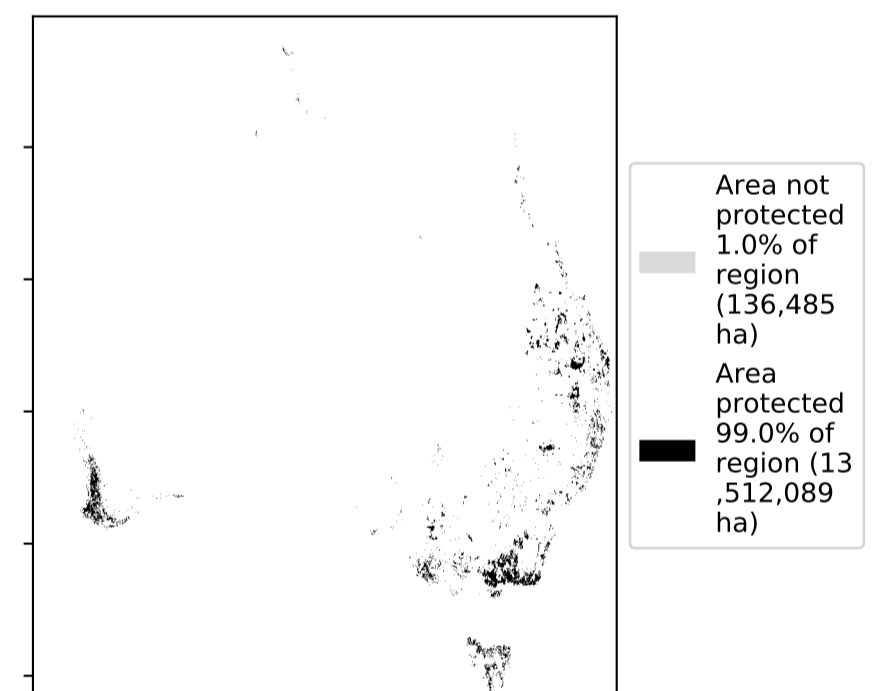 Area not
protected
1.0% of
region
(136,485
ha)
Area
protected
99.0% of
region (13
,512,089
ha)